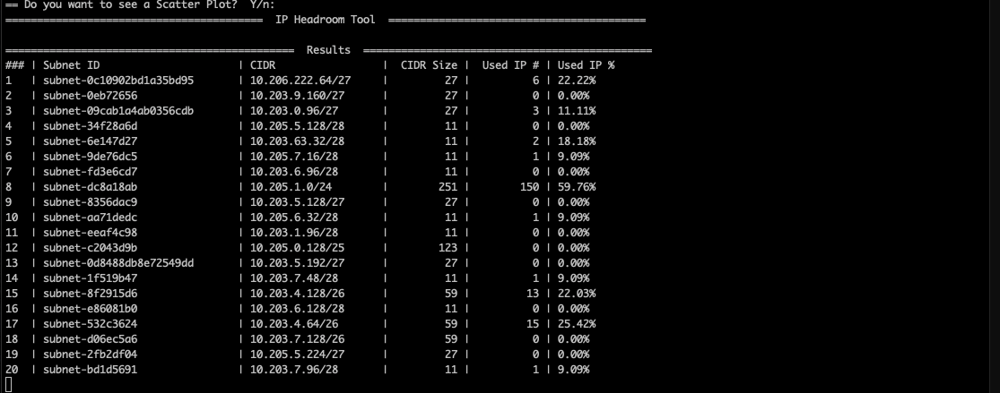 == Do you want to see a Scatter Plot?  Y/n:
========================================= IP Headroom Tool =========================================
============================================== Results ==============================================
### | Subnet ID | CIDR | CIDR Size | Used IP # | Used IP %
1 | subnet-0c10902bd1a35bd95 | 10.206.222.64/27 | 27 | 6 | 22.22%
2 | subnet-0eb72656 | 10.203.9.160/27 | 27 | 0 | 0.00%
3 | subnet-09cab1a4ab0356cdb | 10.203.0.96/27 | 27 | 3 | 11.11%
4 | subnet-34f28a6d | 10.205.5.128/28 | 11 | 0 | 0.00%
5 | subnet-6e147d27 | 10.203.63.32/28 | 11 | 2 | 18.18%
6 | subnet-9de76dc5 | 10.205.7.16/28 | 11 | 1 | 9.09%
7 | subnet-fd3e6cd7 | 10.203.6.96/28 | 11 | 0 | 0.00%
8 | subnet-dc8a18ab | 10.205.1.0/24 | 251 | 150 | 59.76%
9 | subnet-8356dac9 | 10.203.5.128/27 | 27 | 0 | 0.00%
10 | subnet-aa71dedc | 10.205.6.32/28 | 11 | 1 | 9.09%
11 | subnet-eeaf4c98 | 10.203.1.96/28 | 11 | 0 | 0.00%
12 | subnet-c2043d9b | 10.205.0.128/25 | 123 | 0 | 0.00%
13 | subnet-0d8488db8e72549dd | 10.203.5.192/27 | 27 | 0 | 0.00%
14 | subnet-1f519b47 | 10.203.7.48/28 | 11 | 1 | 9.09%
15 | subnet-8f2915d6 | 10.203.4.128/26 | 59 | 13 | 22.03%
16 | subnet-e86081b0 | 10.203.6.128/28 | 11 | 0 | 0.00%
17 | subnet-532c3624 | 10.203.4.64/26 | 59 | 15 | 25.42%
18 | subnet-d06ec5a6 | 10.203.7.128/26 | 59 | 0 | 0.00%
19 | subnet-2fb2df04 | 10.205.5.224/27 | 27 | 0 | 0.00%
20 | subnet-bd1d5691 | 10.203.7.96/28 | 11 | 1 | 9.09%